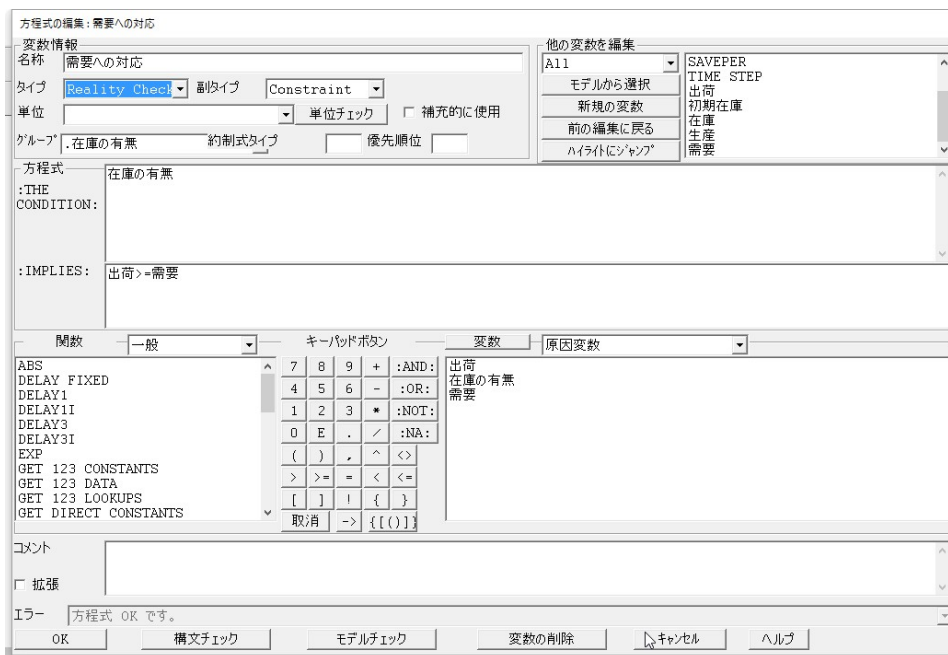 方程式の編集:需要への対応
変数情報
名称 需要への対応
タイプ Reality Check 副タイプ Constraint
単位 単位チェック 補充的に使用
グループ .在庫の有無 約制式タイプ 優先順位
他の変数を編集
All
モデルから選択
新規の変数
前の編集に戻る
ハイライトにジャンプ
SAVEPER
TIME STEP
出荷
初期在庫
在庫
生産
需要
方程式
:THE
CONDITION:
在庫の有無
:IMPLIES: 出荷>=需要
関数 一般
ABS
DELAY FIXED
DELAY1
DELAY1I
DELAY3
DELAY3I
EXP
GET 123 CONSTANTS
GET 123 DATA
GET 123 LOOKUPS
GET DIRECT CONSTANTS
キーパッドボタン
7 8 9 + :AND:
4 5 6 - :OR:
1 2 3 * :NOT:
0 E . / :NA:
( ) , ^ <>
> >= = < <=
[ ] ! { }
取消 -> {[()]}
変数 原因変数
出荷
在庫の有無
需要
コメント
拡張
エラー 方程式 OK です。
OK 構文チェック モデルチェック 変数の削除 キャンセル ヘルプ